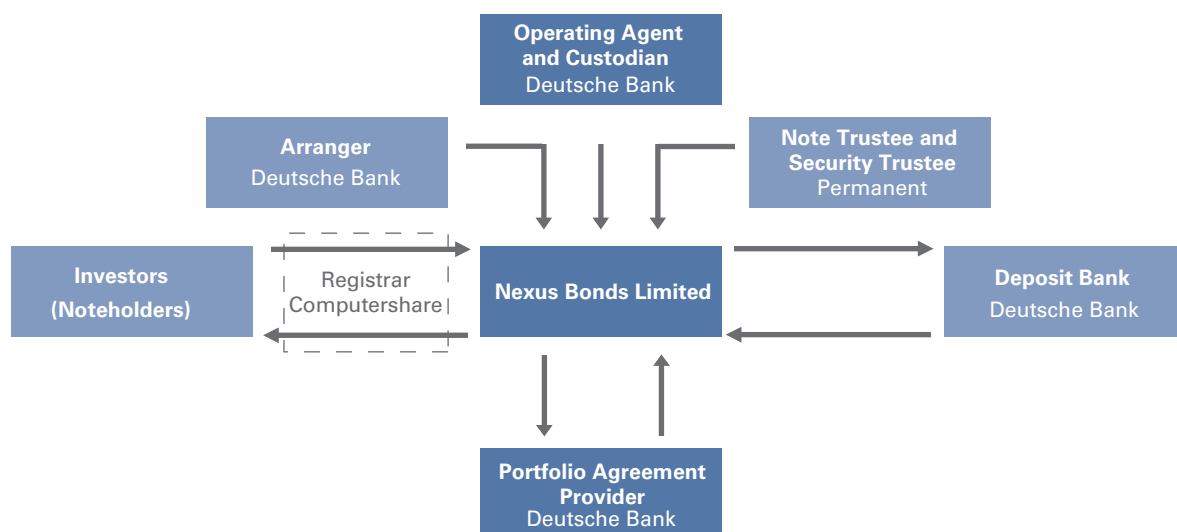 Operating Agent
and Custodian
Deutsche Bank
Arranger
Deutsche Bank
Note Trustee and
Security Trustee
Permanent
Investors
(Noteholders)
Registrar
Computershare
Nexus Bonds Limited
Deposit Bank
Deutsche Bank
Portfolio Agreement
Provider
Deutsche Bank